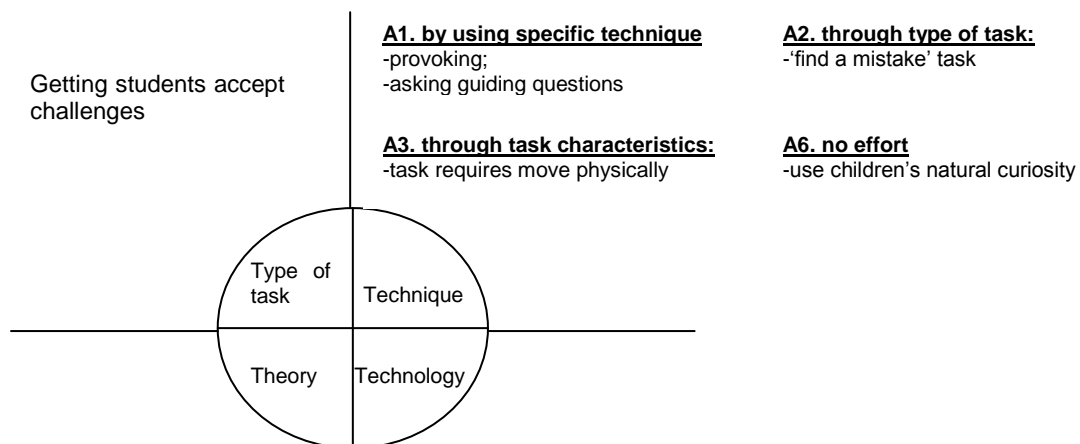 Getting students accept
challenges
A1. by using specific technique
-provoking;
-asking guiding questions
A2. through type of task:
-‘find a mistake’ task
A3. through task characteristics:
-task requires move physically
A6. no effort
-use children’s natural curiosity
Type of
task
Technique
Theory
Technology